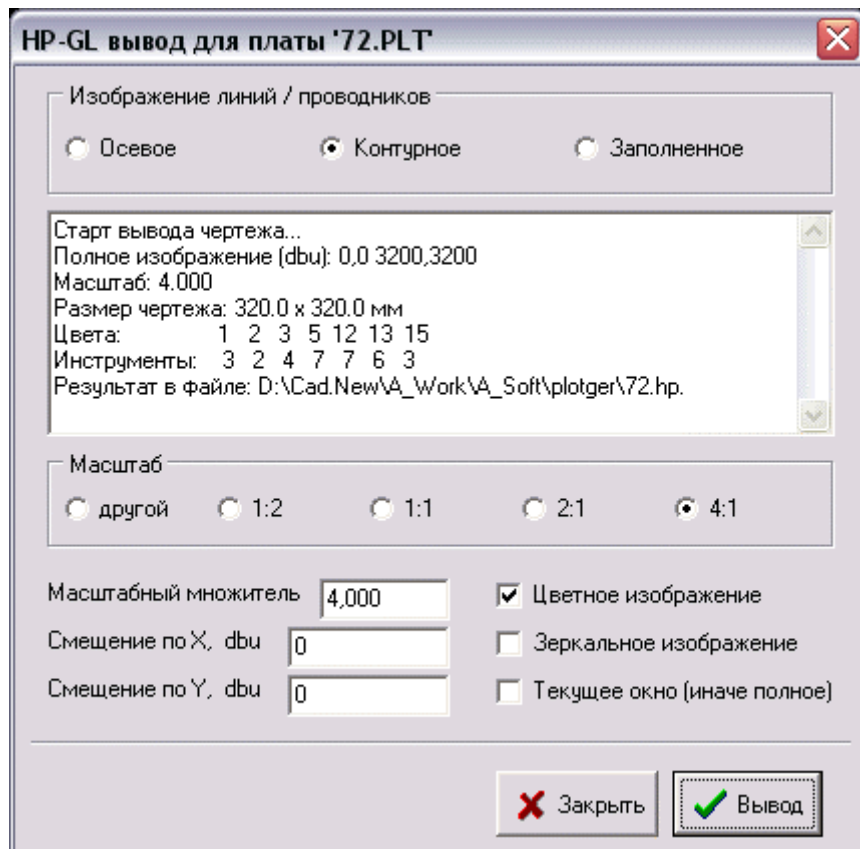 HP-GL вывод для платы '72.PLT'
Изображение линий / проводников
Осевое Контурное Заполненное
Старт вывода чертежа...
Полное изображение (dbu): 0,0 3200,3200
Масштаб: 4.000
Размер чертежа: 320.0 x 320.0 мм
Цвета: 1 2 3 5 12 13 15
Инструменты: 3 2 4 7 7 6 3
Результат в файле: D:\Cad.New\A_Work\A_Soft\plotger\72.hp.
Масштаб
другой 1:2 1:1 2:1 4:1
Масштабный множитель 4,000 Цветное изображение
Смещение по X, dbu 0 Зеркальное изображение
Смещение по Y, dbu 0 Текущее окно (иначе полное)
Закрыть Вывод